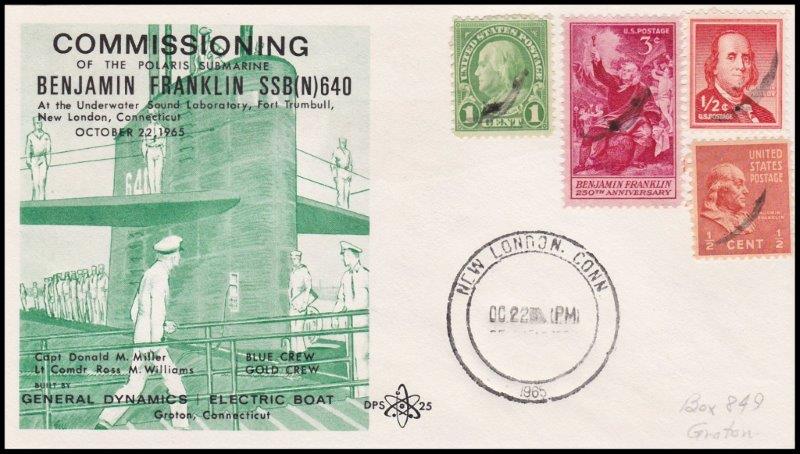 COMMISSIONING
OF THE POLARIS SUBMARINE
BENJAMIN FRANKLIN SSB(N)640
At the Underwater Sound Laboratory, Fort Trumbull,
New London, Connecticut
OCTOBER 22, 1965
640
Capt Donald M. Miller BLUE CREW
Lt Comdr Ross M. Williams GOLD CREW
BUILT BY
GENERAL DYNAMICS | ELECTRIC BOAT
Groton, Connecticut
DPS 25
UNITED STATES POSTAGE
1 CENT 1
U.S. POSTAGE
3¢
BENJAMIN FRANKLIN
250TH ANNIVERSARY
1/2¢
U.S. POSTAGE
UNITED
STATES
POSTAGE
BENJAMIN
FRANKLIN
1/2 CENT 1/2
NEW LONDON, CONN.
OC 22 (PM)
1965
Box 849
Groton